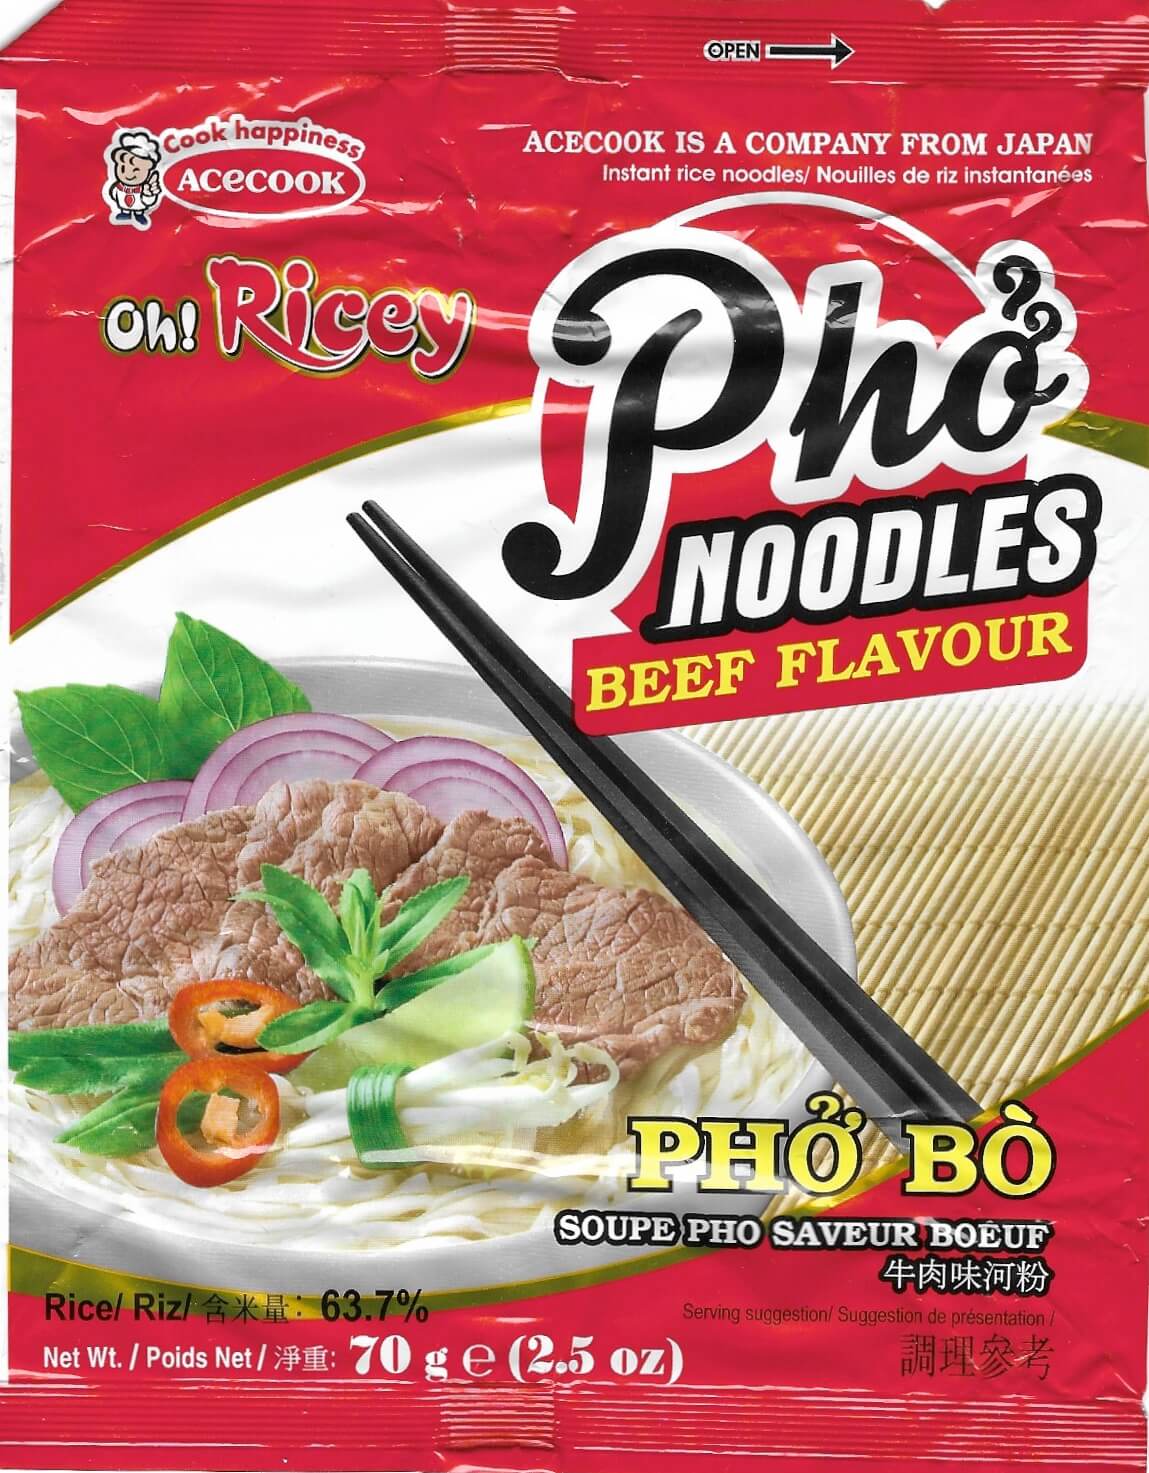 OPEN
Cook happiness
ACECOOK
ACECOOK IS A COMPANY FROM JAPAN
Instant rice noodles/ Nouilles de riz instantanées
Oh! Ricey
Phở
NOODLES
BEEF FLAVOUR
PHỞ BÒ
SOUPE PHO SAVEUR BOEUF
牛肉味河粉
Rice/ Riz/ 含米量: 63.7%
Serving suggestion/ Suggestion de présentation /
調理參考
Net Wt. / Poids Net / 淨重: 70 g ℮ (2.5 oz)